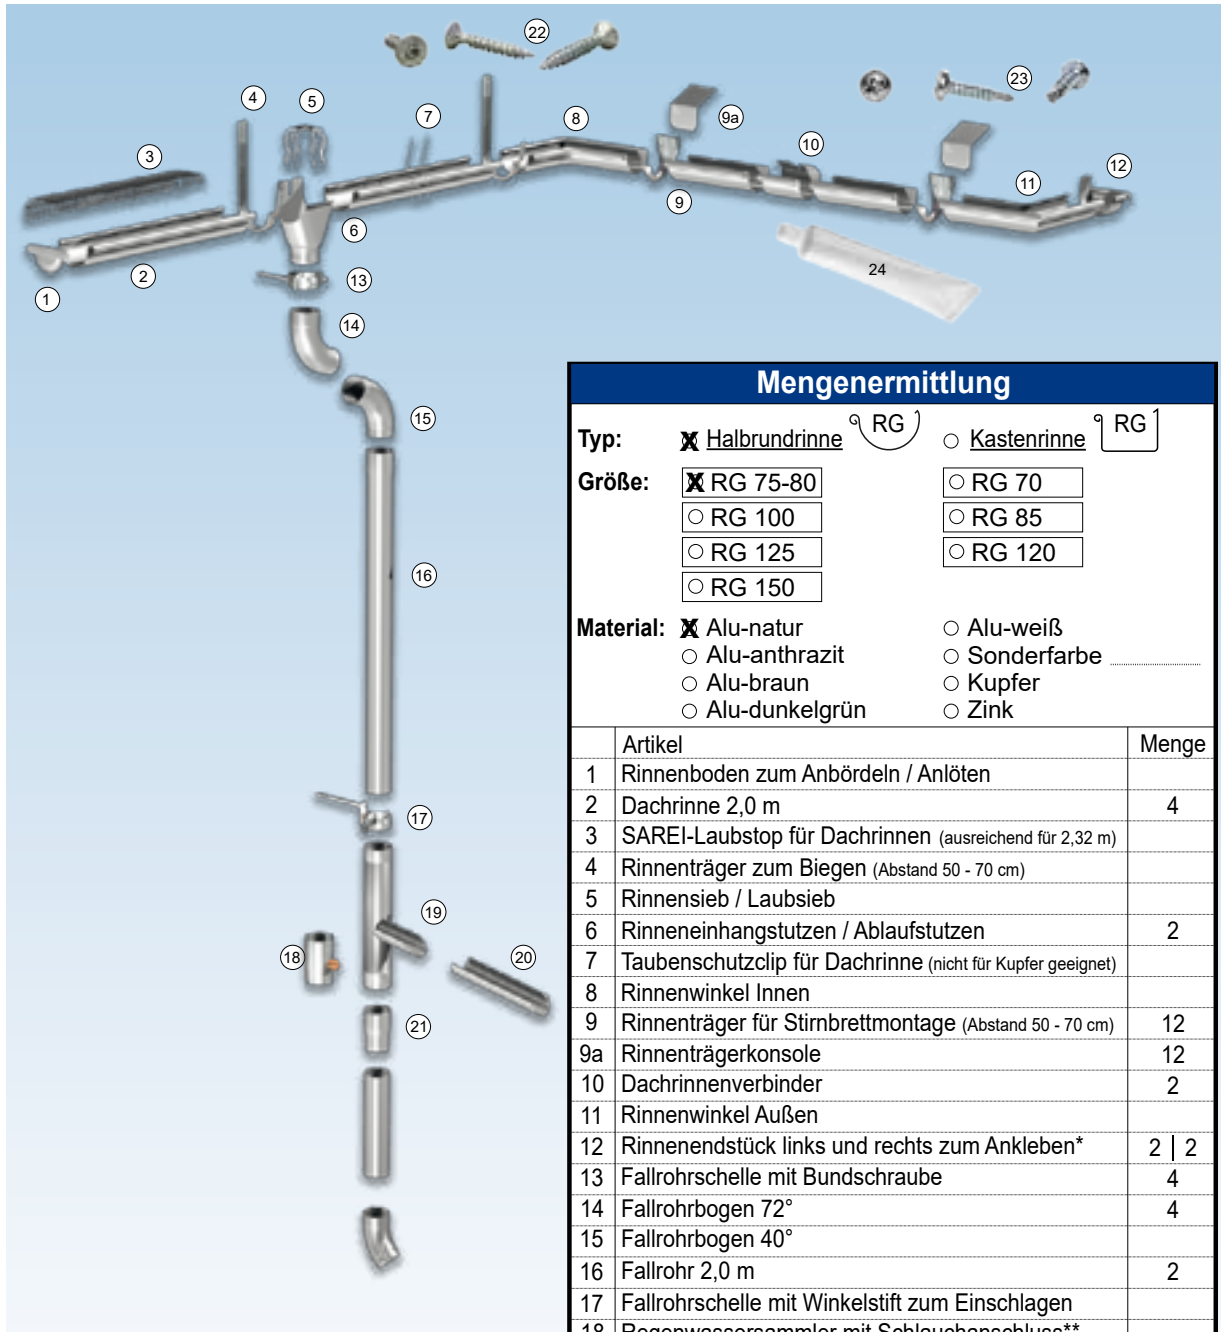 22
4
5
7
8
9a
10
23
3
12
11
9
6
2
13
1
24
14
15
16
17
19
18
20
21
Mengenermittlung
Typ: X Halbrundrinne RG Kastenrinne RG
Größe: X RG 75-80 RG 70
RG 100 RG 85
RG 125 RG 120
RG 150
Material: X Alu-natur Alu-weiß
Alu-anthrazit Sonderfarbe
Alu-braun Kupfer
Alu-dunkelgrün Zink
Artikel Menge
1 Rinnenboden zum Anbördeln / Anlöten
2 Dachrinne 2,0 m 4
3 SAREI-Laubstop für Dachrinnen (ausreichend für 2,32 m)
4 Rinnenträger zum Biegen (Abstand 50 - 70 cm)
5 Rinnensieb / Laubsieb
6 Rinneneinhangstutzen / Ablaufstutzen 2
7 Taubenschutzclip für Dachrinne (nicht für Kupfer geeignet)
8 Rinnenwinkel Innen
9 Rinnenträger für Stirnbrettmontage (Abstand 50 - 70 cm) 12
9a Rinnenträgerkonsole 12
10 Dachrinnenverbinder 2
11 Rinnenwinkel Außen
12 Rinnenendstück links und rechts zum Ankleben* 2 | 2
13 Fallrohrschelle mit Bundschraube 4
14 Fallrohrbogen 72° 4
15 Fallrohrbogen 40°
16 Fallrohr 2,0 m 2
17 Fallrohrschelle mit Winkelstift zum Einschlagen
18 Regenwassersammler mit Schlauchanschluss**